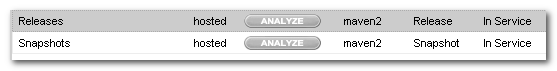 Releases hosted ANALYZE maven2 Release In Service
Snapshots hosted ANALYZE maven2 Snapshot In Service